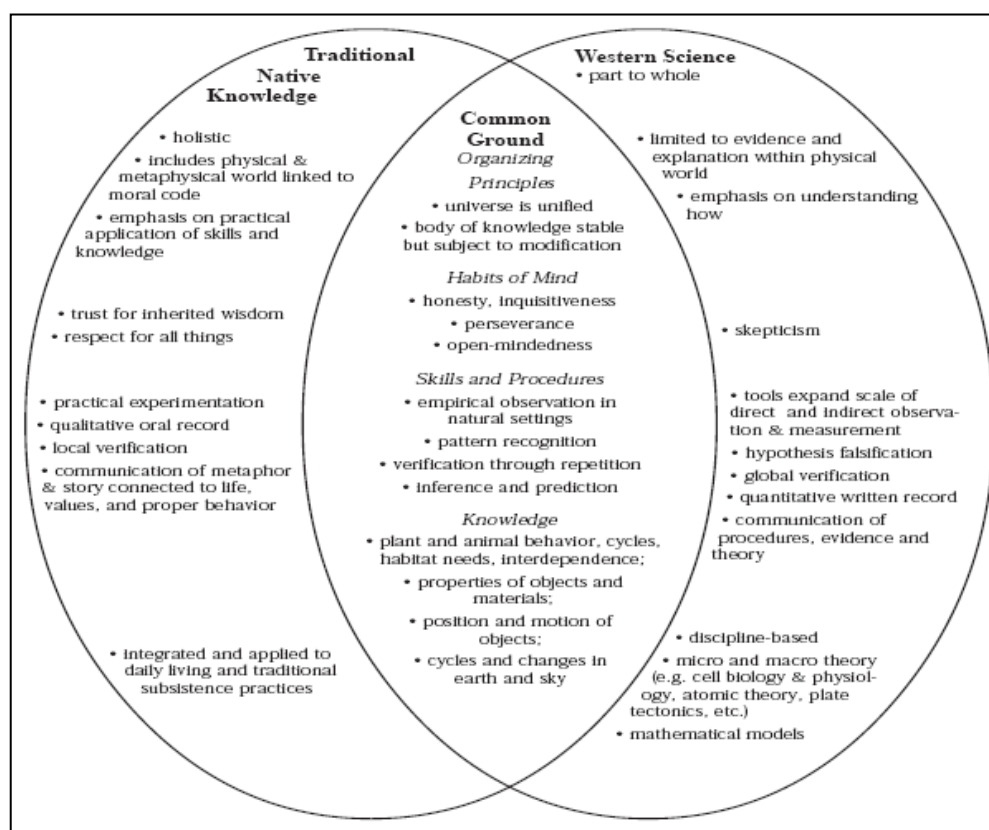 Traditional
Native
Knowledge
• holistic
• includes physical &
metaphysical world linked to
moral code
• emphasis on practical
application of skills and
knowledge
• trust for inherited wisdom
• respect for all things
• practical experimentation
• qualitative oral record
• local verification
• communication of metaphor
& story connected to life,
values, and proper behavior
• integrated and applied to
daily living and traditional
subsistence practices
Common
Ground
Organizing
Principles
• universe is unified
• body of knowledge stable
but subject to modification
Habits of Mind
• honesty, inquisitiveness
• perseverance
• open-mindedness
Skills and Procedures
• empirical observation in
natural settings
• pattern recognition
• verification through repetition
• inference and prediction
Knowledge
• plant and animal behavior, cycles,
habitat needs, interdependence;
• properties of objects and
materials;
• position and motion of
objects;
• cycles and changes in
earth and sky
Western Science
• part to whole
• limited to evidence and
explanation within physical
world
• emphasis on understanding
how
• skepticism
• tools expand scale of
direct and indirect observa-
tion & measurement
• hypothesis falsification
• global verification
• quantitative written record
• communication of
procedures, evidence and
theory
• discipline-based
• micro and macro theory
(e.g. cell biology & physiol-
ogy, atomic theory, plate
tectonics, etc.)
• mathematical models